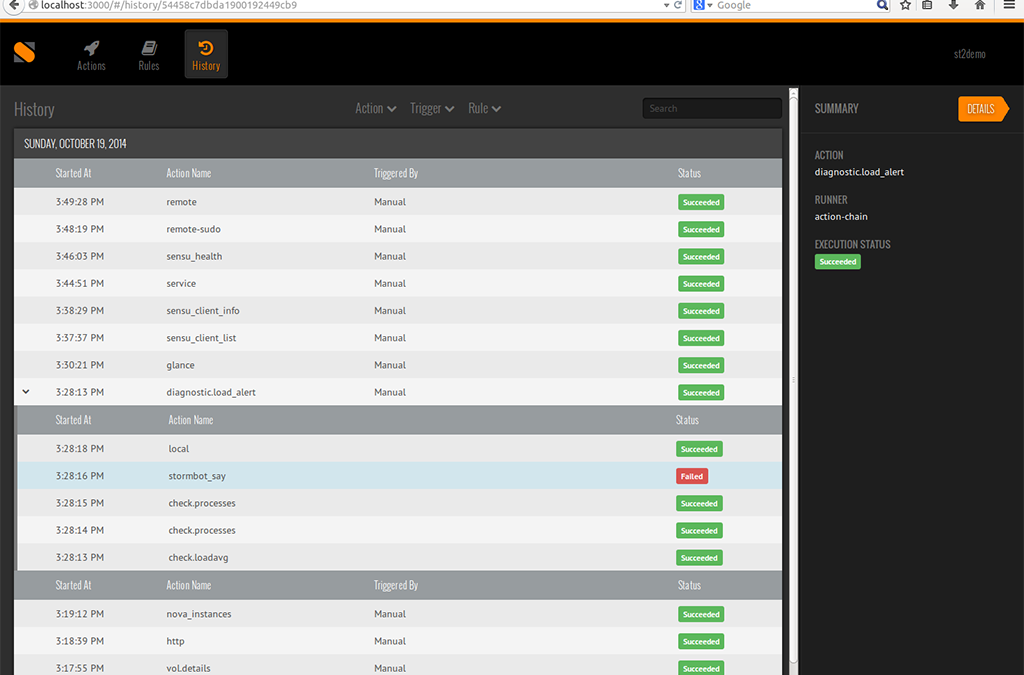 localhost:3000/#/history/54458c7dbda1900192449cb9
Google
Actions
Rules
History
st2demo
History
Action
Trigger
Rule
Search
SUNDAY, OCTOBER 19, 2014
Started At Action Name Triggered By Status
3:49:28 PM remote Manual Succeeded
3:48:19 PM remote-sudo Manual Succeeded
3:46:03 PM sensu_health Manual Succeeded
3:44:51 PM service Manual Succeeded
3:38:29 PM sensu_client_info Manual Succeeded
3:37:37 PM sensu_client_list Manual Succeeded
3:30:21 PM glance Manual Succeeded
3:28:13 PM diagnostic.load_alert Manual Succeeded
Started At Action Name Status
3:28:18 PM local Succeeded
3:28:16 PM stormbot_say Failed
3:28:15 PM check.processes Succeeded
3:28:14 PM check.processes Succeeded
3:28:13 PM check.loadavg Succeeded
Started At Action Name Triggered By Status
3:19:12 PM nova_instances Manual Succeeded
3:18:39 PM http Manual Succeeded
3:17:55 PM vol.details Manual Succeeded
SUMMARY
DETAILS
ACTION
diagnostic.load_alert
RUNNER
action-chain
EXECUTION STATUS
Succeeded